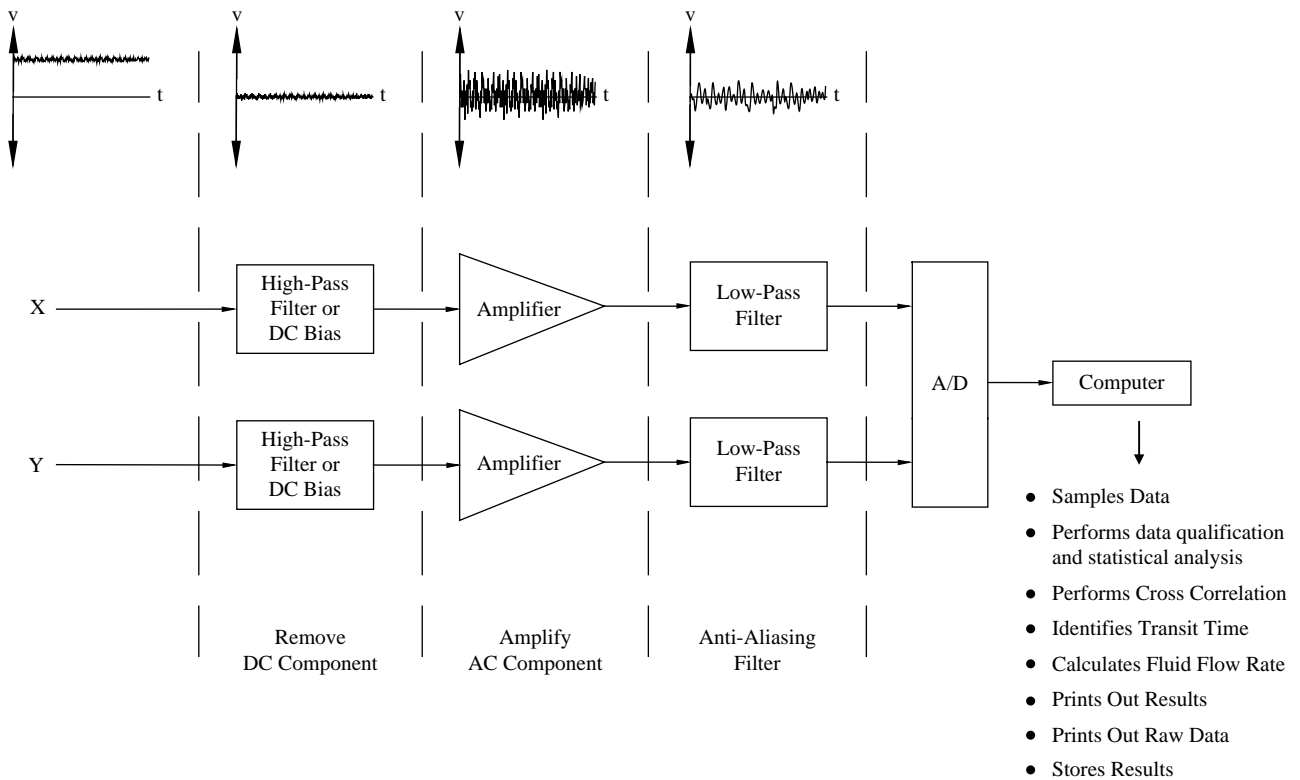 v
v
v
v
t
t
t
t
X
High-Pass
Filter or
DC Bias
Amplifier
Low-Pass
Filter
A/D
Computer
Y
High-Pass
Filter or
DC Bias
Amplifier
Low-Pass
Filter
Remove
DC Component
Amplify
AC Component
Anti-Aliasing
Filter
● Samples Data
● Performs data qualification
and statistical analysis
● Performs Cross Correlation
● Identifies Transit Time
● Calculates Fluid Flow Rate
● Prints Out Results
● Prints Out Raw Data
● Stores Results